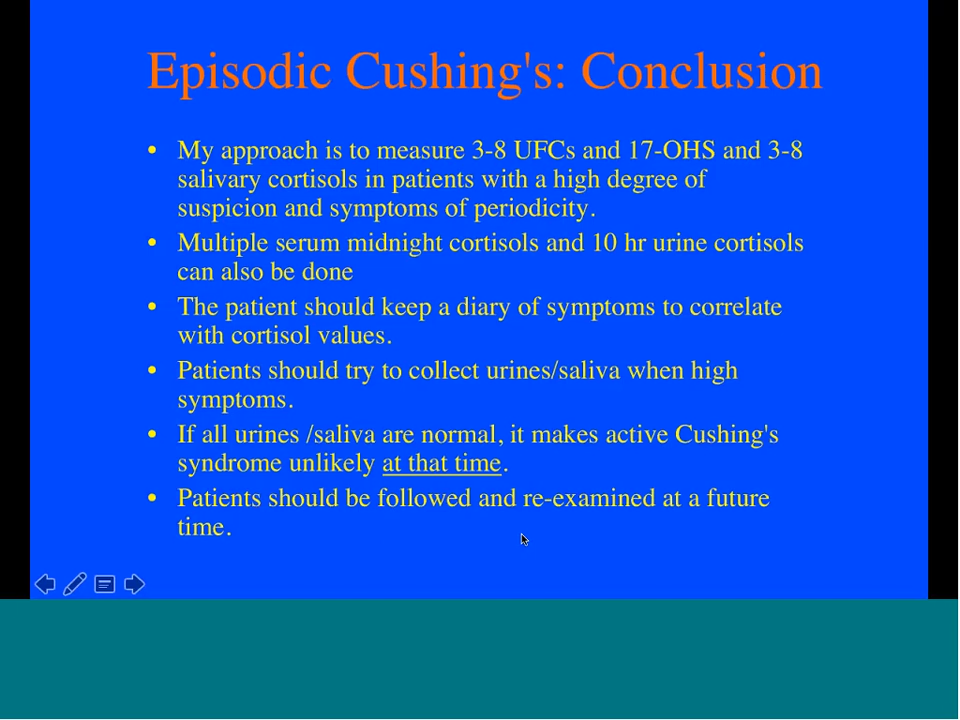 Episodic Cushing's: Conclusion
• My approach is to measure 3-8 UFCs and 17-OHS and 3-8
salivary cortisols in patients with a high degree of
suspicion and symptoms of periodicity.
• Multiple serum midnight cortisols and 10 hr urine cortisols
can also be done
• The patient should keep a diary of symptoms to correlate
with cortisol values.
• Patients should try to collect urines/saliva when high
symptoms.
• If all urines /saliva are normal, it makes active Cushing's
syndrome unlikely at that time.
• Patients should be followed and re-examined at a future
time.